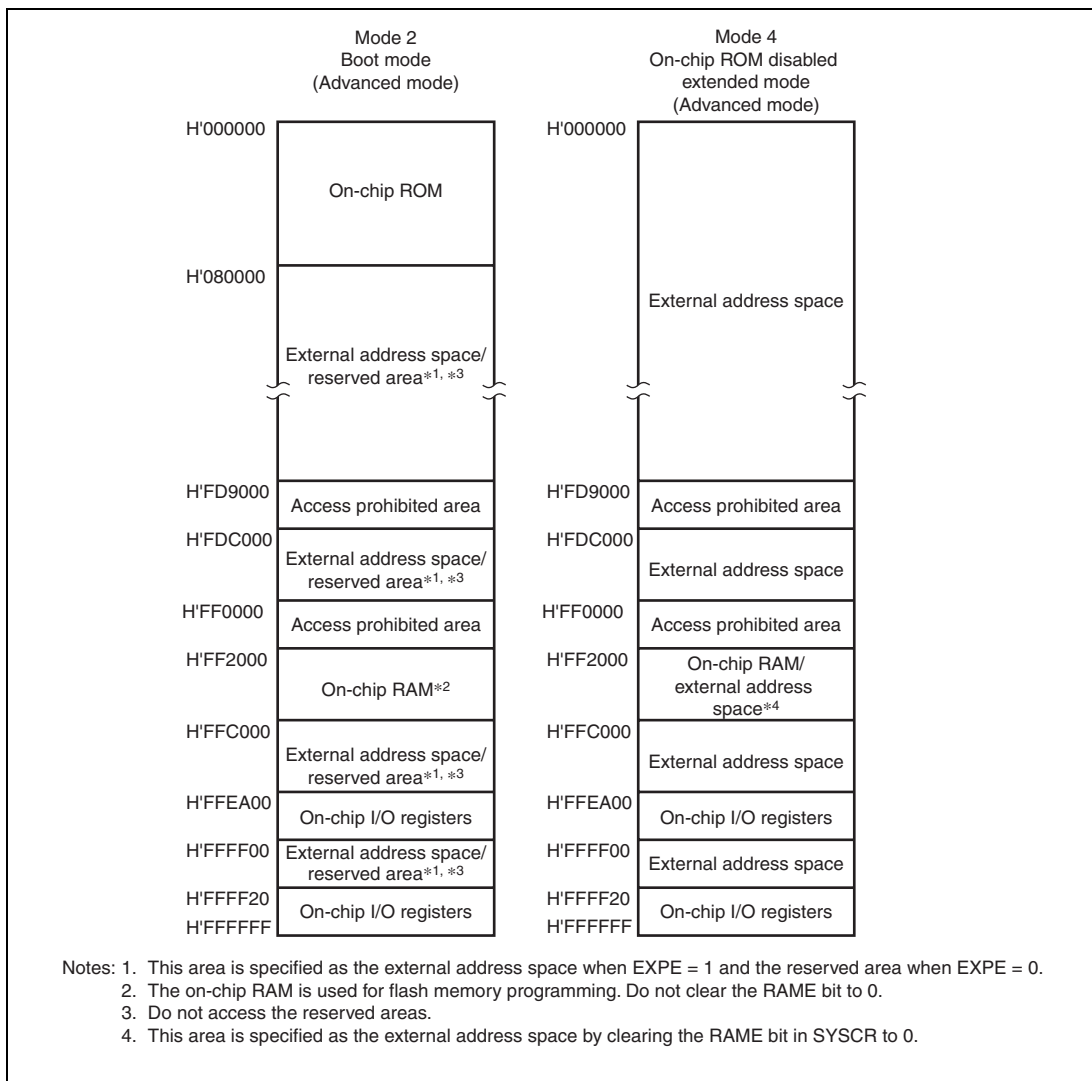 Mode 2
Boot mode
(Advanced mode)
H'000000
On-chip ROM
H'080000
External address space/
reserved area*1, *3
H'FD9000
Access prohibited area
H'FDC000
External address space/
reserved area*1, *3
H'FF0000
Access prohibited area
H'FF2000
On-chip RAM*2
H'FFC000
External address space/
reserved area*1, *3
H'FFEA00
On-chip I/O registers
H'FFFF00
External address space/
reserved area*1, *3
H'FFFF20
On-chip I/O registers
H'FFFFFF
Mode 4
On-chip ROM disabled
extended mode
(Advanced mode)
H'000000
External address space
H'FD9000
Access prohibited area
H'FDC000
External address space
H'FF0000
Access prohibited area
H'FF2000
On-chip RAM/
external address
space*4
H'FFC000
External address space
H'FFEA00
On-chip I/O registers
H'FFFF00
External address space
H'FFFF20
On-chip I/O registers
H'FFFFFF
Notes: 1. This area is specified as the external address space when EXPE = 1 and the reserved area when EXPE = 0.
2. The on-chip RAM is used for flash memory programming. Do not clear the RAME bit to 0.
3. Do not access the reserved areas.
4. This area is specified as the external address space by clearing the RAME bit in SYSCR to 0.